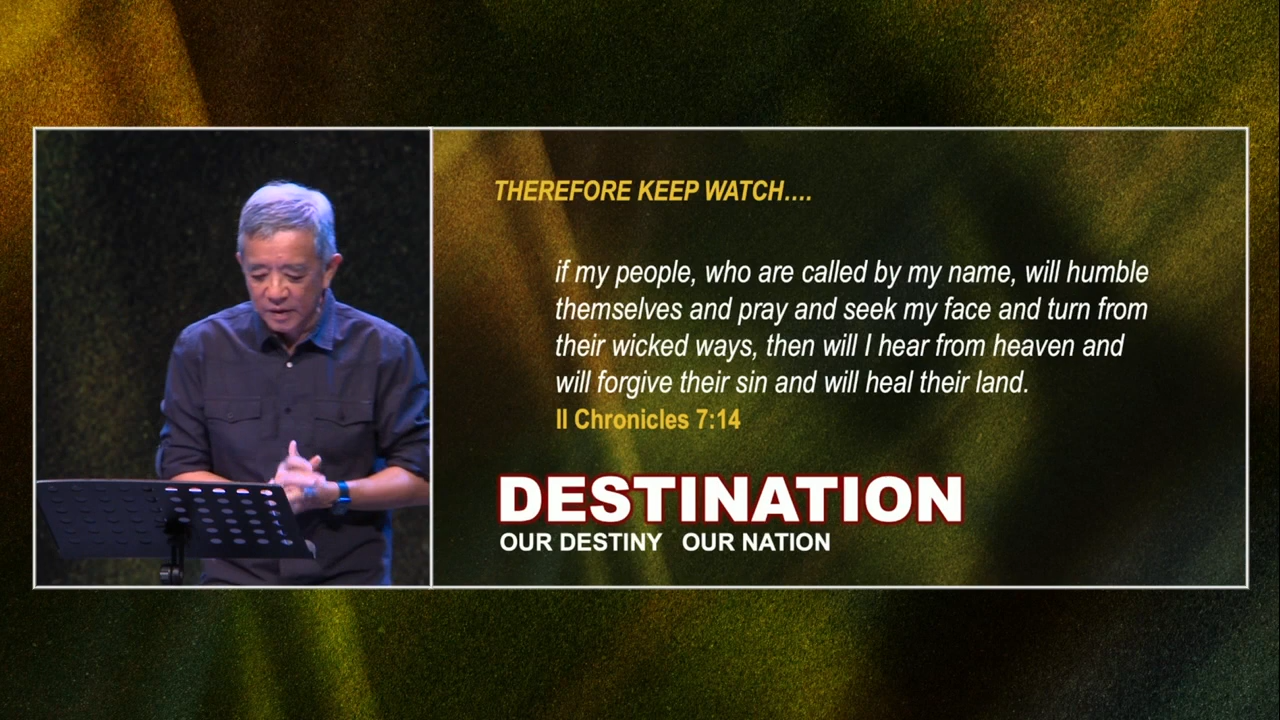 THEREFORE KEEP WATCH....
if my people, who are called by my name, will humble
themselves and pray and seek my face and turn from
their wicked ways, then will I hear from heaven and
will forgive their sin and will heal their land.
II Chronicles 7:14
DESTINATION
OUR DESTINY OUR NATION